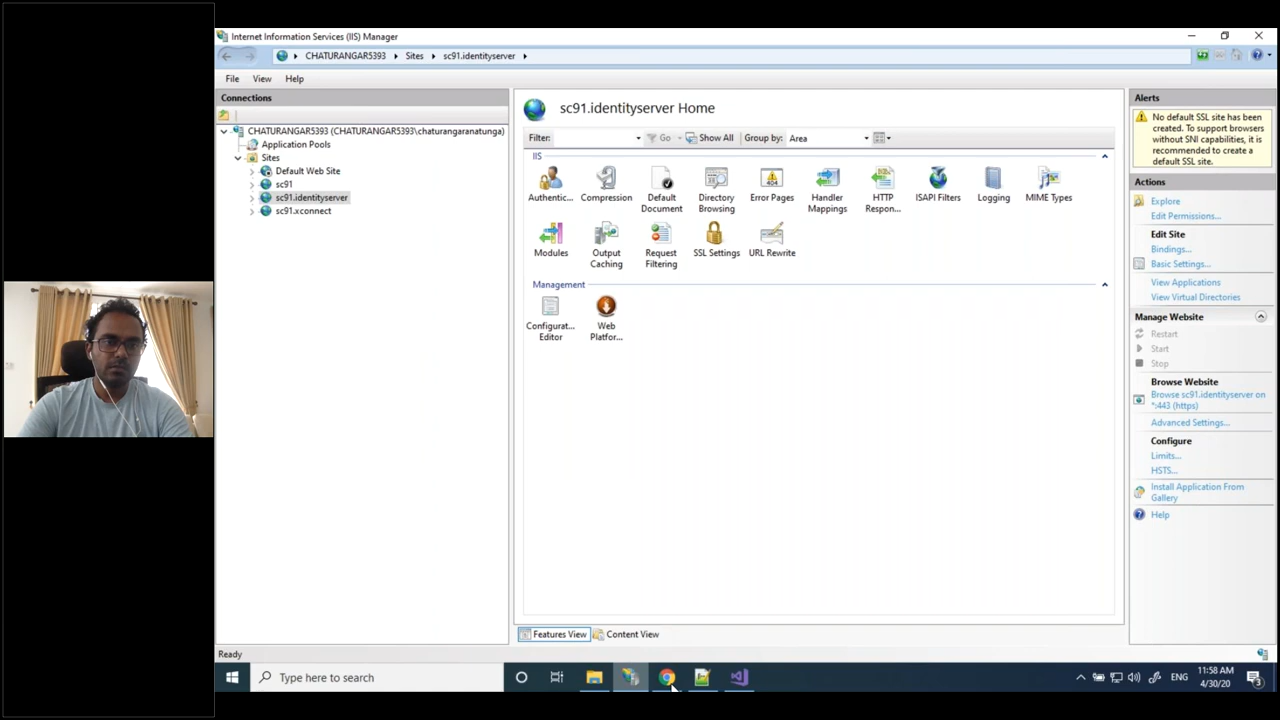 Internet Information Services (IIS) Manager
CHATURANGAR5393
Sites
sc91.identityserver
File
View
Help
Connections
CHATURANGAR5393 (CHATURANGAR5393\chaturangaranatunga)
Application Pools
Sites
Default Web Site
sc91
sc91.identityserver
sc91.xconnect
sc91.identityserver Home
Filter:
Go
Show All
Group by:
Area
IIS
Authentic...
Compression
Default
Document
Directory
Browsing
Error Pages
Handler
Mappings
HTTP
Respon...
ISAPI Filters
Logging
MIME Types
Modules
Output
Caching
Request
Filtering
SSL Settings
URL Rewrite
Management
Configurat...
Editor
Web
Platfor...
Features View
Content View
Alerts
No default SSL site has been
created. To support browsers
without SNI capabilities, it is
recommended to create a
default SSL site.
Actions
Explore
Edit Permissions...
Edit Site
Bindings...
Basic Settings...
View Applications
View Virtual Directories
Manage Website
Restart
Start
Stop
Browse Website
Browse sc91.identityserver on
*:443 (https)
Advanced Settings...
Configure
Limits...
HSTS...
Install Application From
Gallery
Help
Ready
Type here to search
ENG
11:58 AM
4/30/20
3